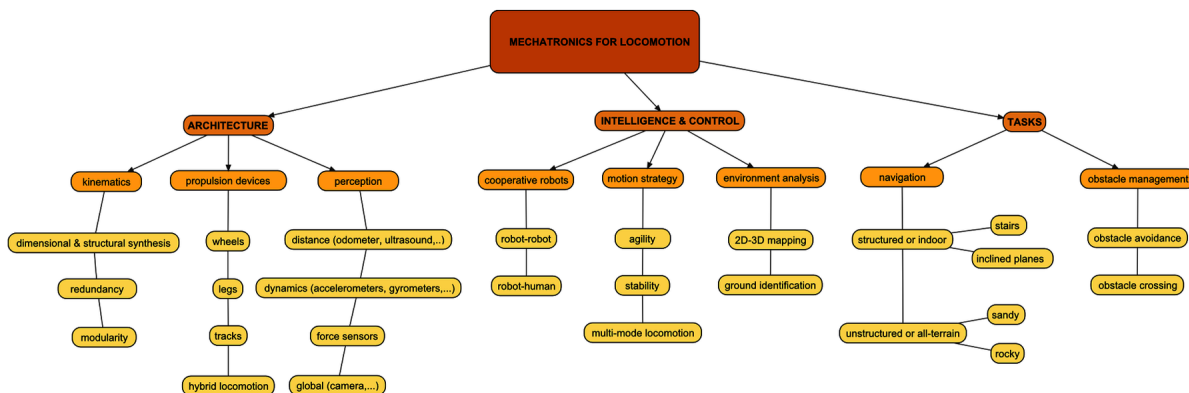 MECHATRONICS FOR LOCOMOTION
ARCHITECTURE
INTELLIGENCE & CONTROL
TASKS
kinematics
propulsion devices
perception
cooperative robots
motion strategy
environment analysis
navigation
obstacle management
dimensional & structural synthesis
redundancy
modularity
wheels
legs
tracks
hybrid locomotion
distance (odometer, ultrasound,..)
dynamics (accelerometers, gyrometers,...)
force sensors
global (camera,...)
robot-robot
robot-human
agility
stability
multi-mode locomotion
2D-3D mapping
ground identification
structured or indoor
stairs
inclined planes
unstructured or all-terrain
sandy
rocky
obstacle avoidance
obstacle crossing